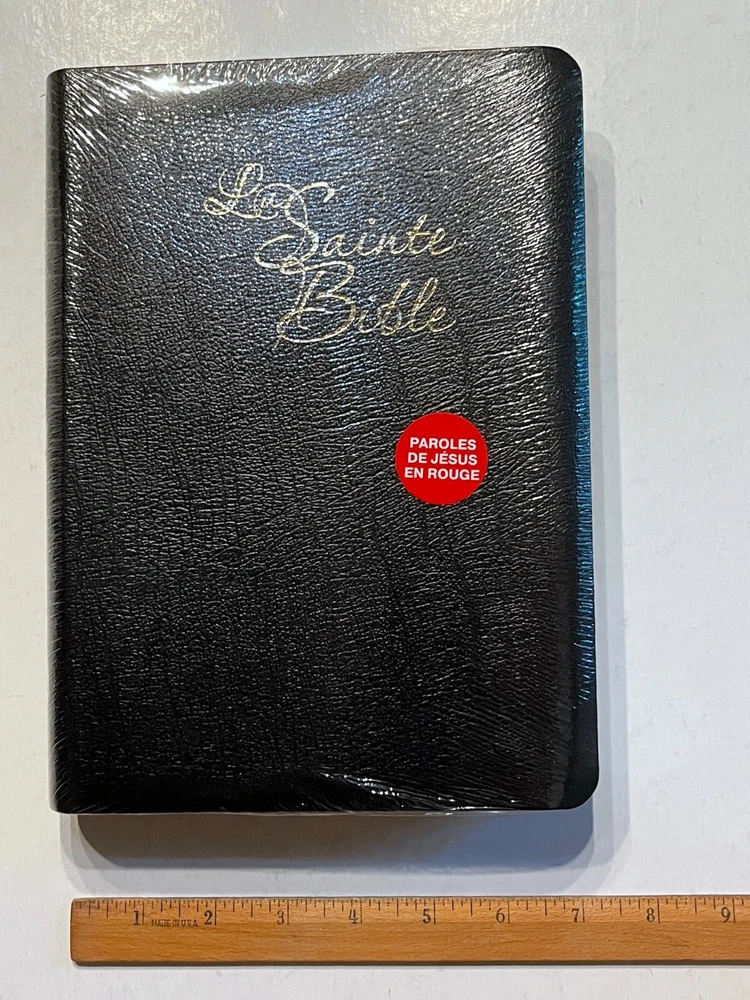 La
Sainte
Bible
PAROLES
DE JÉSUS
EN ROUGE
1 2 3 4 5 6 7 8 9
MADE IN U.S.A.